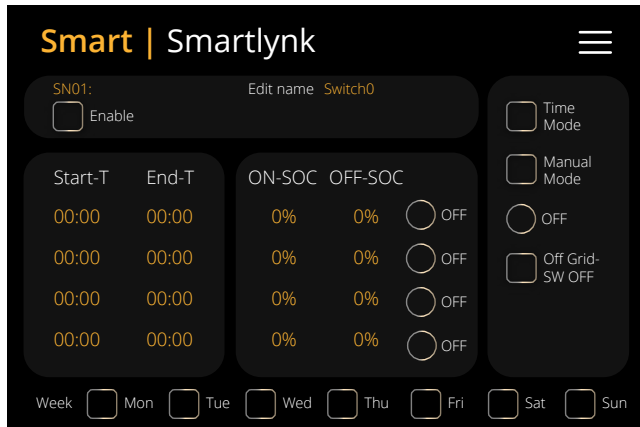 Smart | Smartlynk
SN01:
Edit name Switch0
Enable
Time
Mode
Manual
Mode
OFF
Off Grid-
SW OFF
Start-T End-T ON-SOC OFF-SOC
00:00 00:00 0% 0% OFF
00:00 00:00 0% 0% OFF
00:00 00:00 0% 0% OFF
00:00 00:00 0% 0% OFF
Week Mon Tue Wed Thu Fri Sat Sun